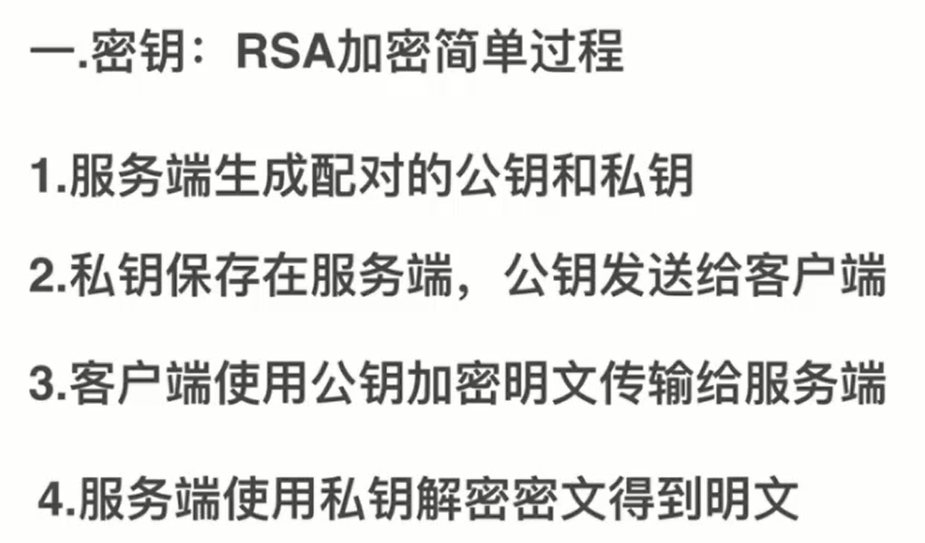 一.密钥：RSA加密简单过程
1.服务端生成配对的公钥和私钥
2.私钥保存在服务端，公钥发送给客户端
3.客户端使用公钥加密明文传输给服务端
4.服务端使用私钥解密密文得到明文